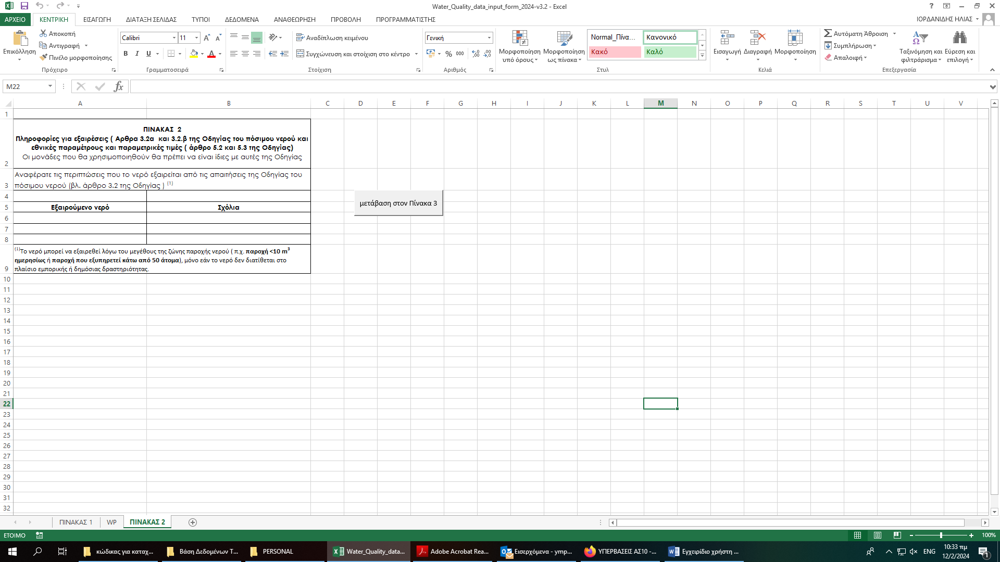 Water_Quality_data_input_form_2024-v3.2 - Excel
ΑΡΧΕΙΟ ΚΕΝΤΡΙΚΗ ΕΙΣΑΓΩΓΗ ΔΙΑΤΑΞΗ ΣΕΛΙΔΑΣ ΤΥΠΟΙ ΔΕΔΟΜΕΝΑ ΑΝΑΘΕΩΡΗΣΗ ΠΡΟΒΟΛΗ ΠΡΟΓΡΑΜΜΑΤΙΣΤΗΣ ΙΟΡΔΑΝΙΔΗΣ ΗΛΙΑΣ
Επικόλληση
Αποκοπή
Αντιγραφή
Πινέλο μορφοποίησης
Πρόχειρο
Calibri 11
B I U
Γραμματοσειρά
Αναδίπλωση κειμένου
Συγχώνευση και στοίχιση στο κέντρο
Στοίχιση
Γενική
% 000
Αριθμός
Μορφοποίηση υπό όρους
Μορφοποίηση ως πίνακα
Normal_Πίνα... Κανονικό
Κακό Καλό
Στυλ
Εισαγωγή Διαγραφή Μορφοποίηση
Κελιά
Αυτόματη Άθροιση
Συμπλήρωση
Απαλοιφή
Ταξινόμηση και φιλτράρισμα
Εύρεση και επιλογή
Επεξεργασία
M22
fx
A B C D E F G H I J K L M N O P Q R S T U V
1
2
ΠΙΝΑΚΑΣ 2
Πληροφορίες για εξαιρέσεις ( Αρθρα 3.2α και 3.2.β της Οδηγίας του πόσιμου νερού και
εθνικές παραμέτρους και παραμετρικές τιμές ( άρθρο 5.2 και 5.3 της Οδηγίας)
Οι μονάδες που θα χρησιμοποιηθούν θα πρέπει να είναι ίδιες με αυτές της Οδηγίας
3
Αναφέρατε τις περιπτώσεις που το νερό εξαιρείται από τις απαιτήσεις της Οδηγίας του
πόσιμου νερού (βλ. άρθρο 3.2 της Οδηγίας ) (1)
4
μετάβαση στον Πίνακα 3
5 Εξαιρούμενο νερό Σχόλια
6
7
8
9
(1)Το νερό μπορεί να εξαιρεθεί λόγω του μεγέθους της ζώνης παροχής νερού ( π.χ. παροχή <10 m3
ημερησίως ή παροχή που εξυπηρετεί κάτω από 50 άτομα), μόνο εάν το νερό δεν διατίθεται στο
πλαίσιο εμπορικής ή δημόσιας δραστηριότητας.
10
11
12
13
14
15
16
17
18
19
20
21
22
23
24
25
26
27
28
29
30
31
32
ΠΙΝΑΚΑΣ 1 WP ΠΙΝΑΚΑΣ 2
ΕΤΟΙΜΟ 100%
κώδικας για καταχ... Βάση Δεδομένων Τ... PERSONAL Water_Quality_data... Adobe Acrobat Rea... Εισερχόμενα - ymp... ΥΠΕΡΒΑΣΕΙΣ ΑΣ10 -... Εγχειρίδιο χρήστη ... ENG 10:33 πμ
12/2/2024 1